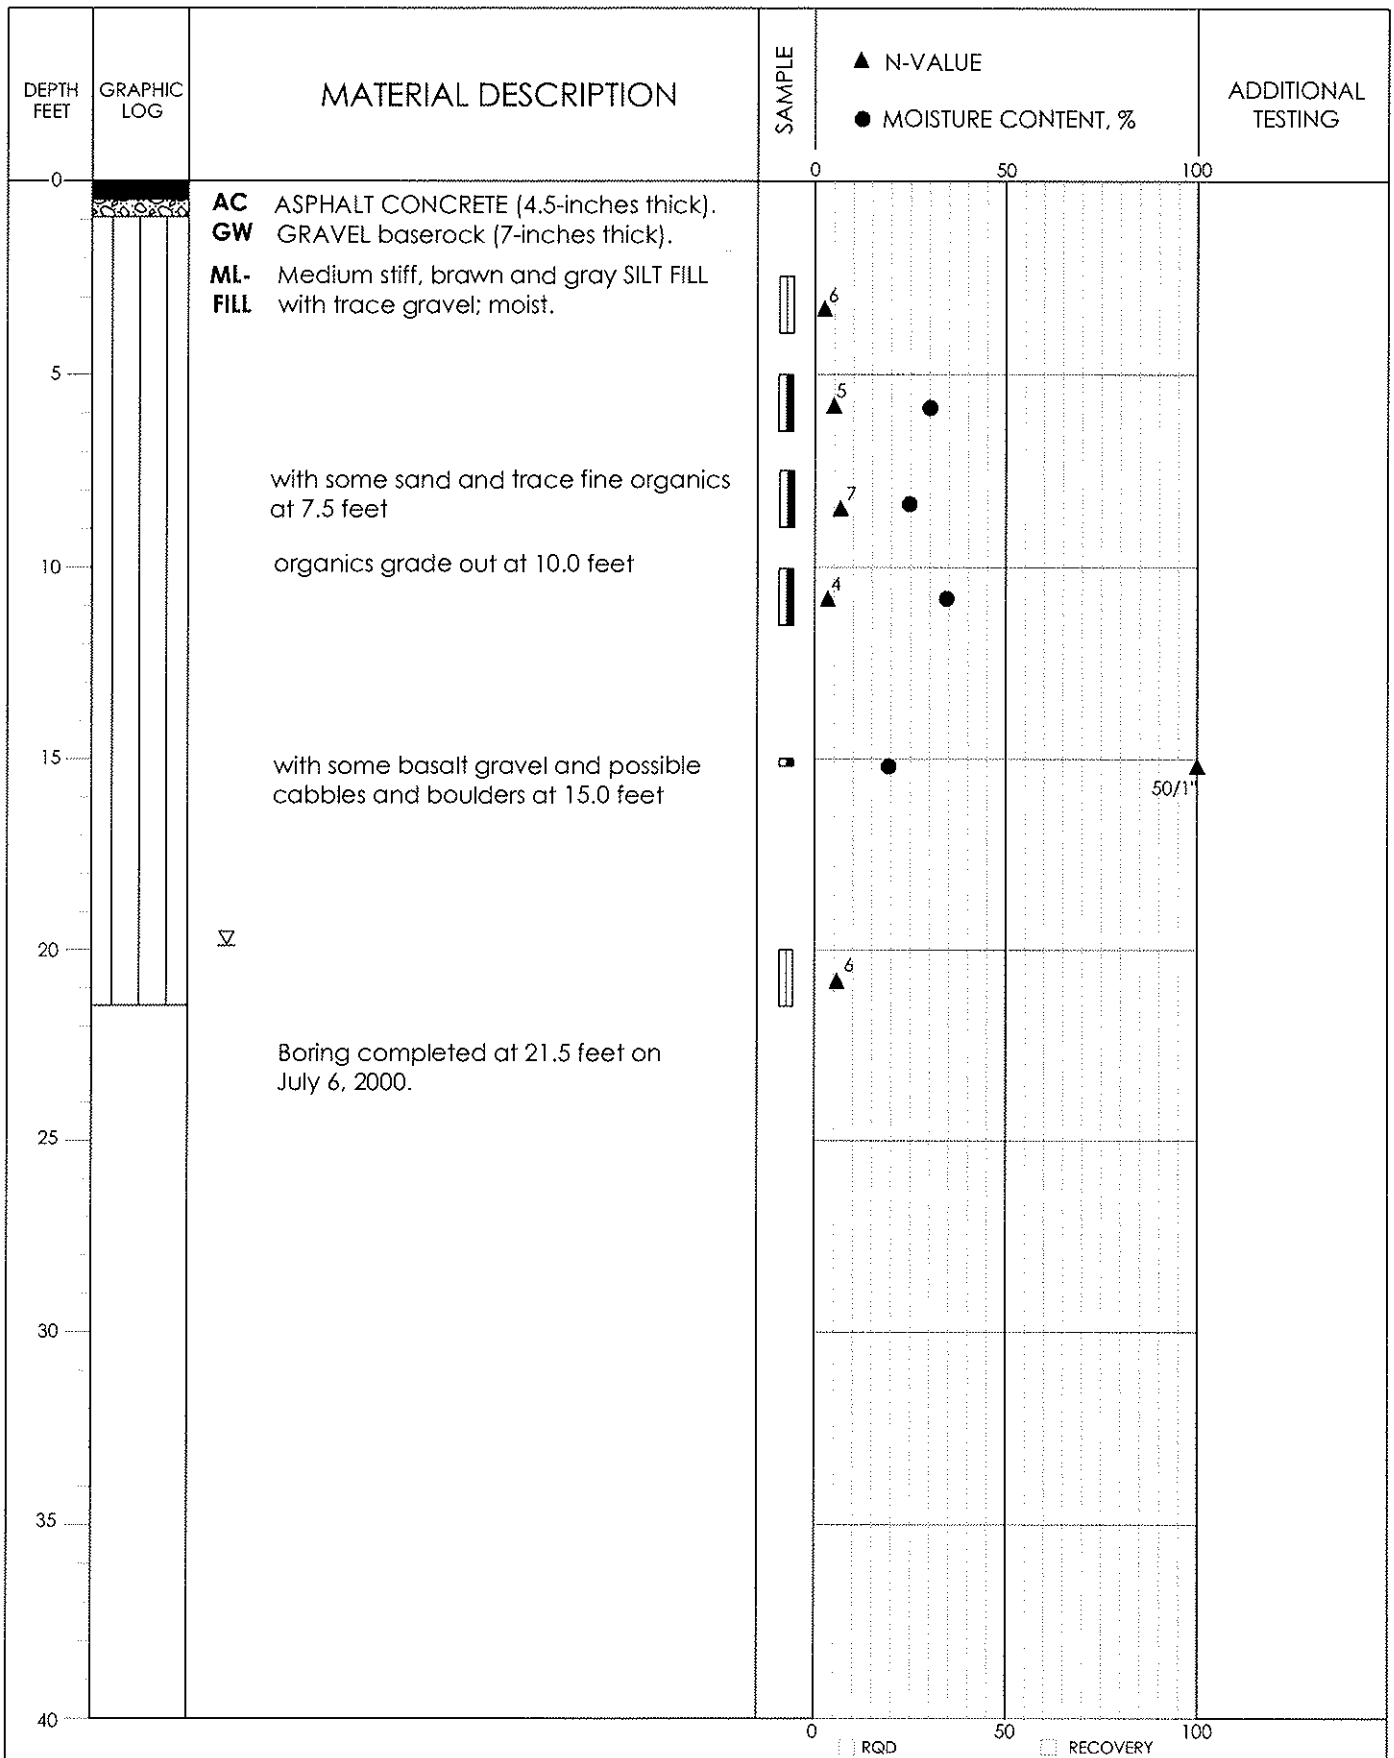 DEPTH
FEET
GRAPHIC
LOG
MATERIAL DESCRIPTION
SAMPLE
▲ N-VALUE
● MOISTURE CONTENT, %
ADDITIONAL
TESTING
0 50 100
0
AC ASPHALT CONCRETE (4.5-inches thick).
GW GRAVEL baserock (7-inches thick).
ML- Medium stiff, brawn and gray SILT FILL
FILL with trace gravel; moist.
6
5
5
with some sand and trace fine organics
at 7.5 feet
7
10
organics grade out at 10.0 feet
4
15
with some basalt gravel and possible
cabbles and boulders at 15.0 feet
50/1"
20
6
Boring completed at 21.5 feet on
July 6, 2000.
25
30
35
40
0 50 100
RQD RECOVERY